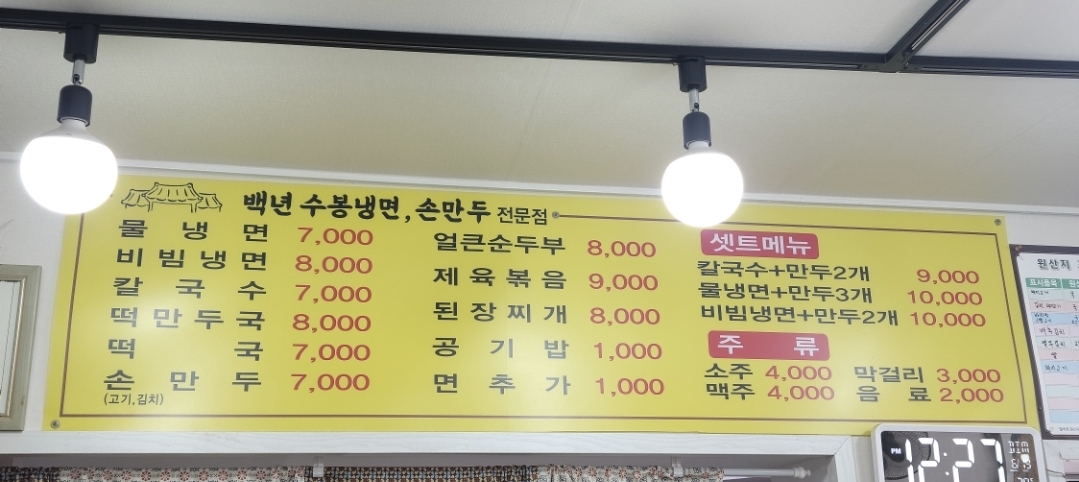 백년 수봉냉면, 손만두 전문점
물냉면 7,000
비빔냉면 8,000
칼국수 7,000
떡만두국 8,000
떡국 7,000
손만두 7,000
(고기,김치)
얼큰순두부 8,000
제육볶음 9,000
된장찌개 8,000
공기밥 1,000
면추가 1,000
셋트메뉴
칼국수+만두2개 9,000
물냉면+만두3개 10,000
비빔냉면+만두2개 10,000
주류
소주 4,000 막걸리 3,000
맥주 4,000 음료 2,000
원산지
표시품목
PM 12:27